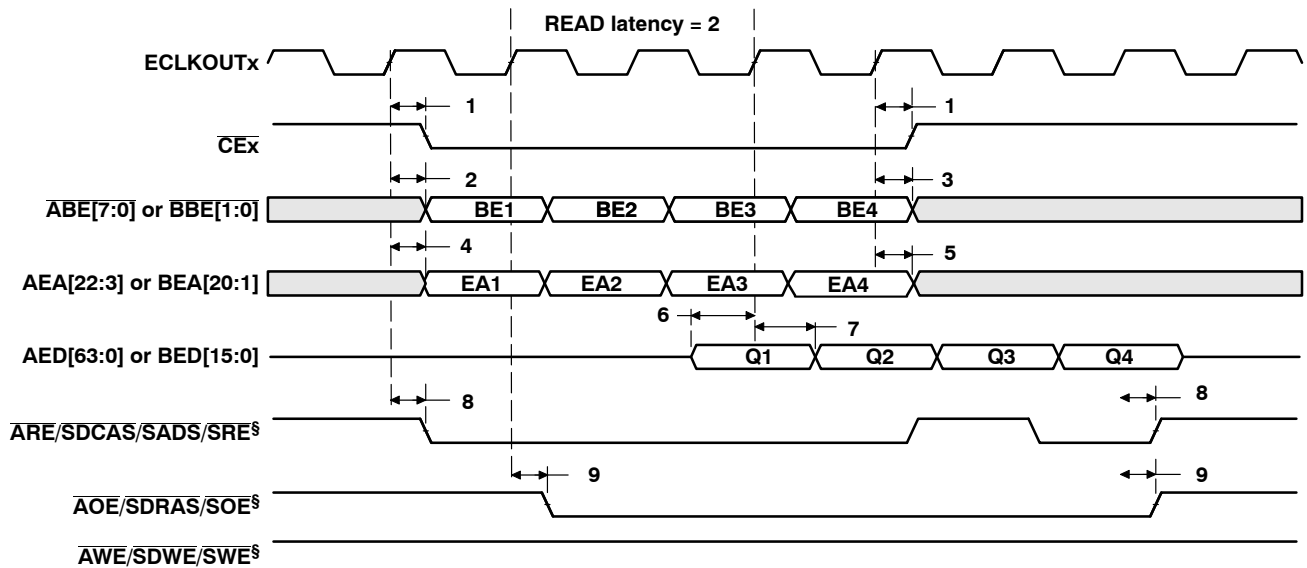 READ latency = 2
ECLKOUTx
1 1
CEx
2 3
ABE[7:0] or BBE[1:0] BE1 BE2 BE3 BE4
4 5
AEA[22:3] or BEA[20:1] EA1 EA2 EA3 EA4
6 7
AED[63:0] or BED[15:0] Q1 Q2 Q3 Q4
8 8
ARE/SDCAS/SADS/SRE§
9 9
AOE/SDRAS/SOE§
AWE/SDWE/SWE§